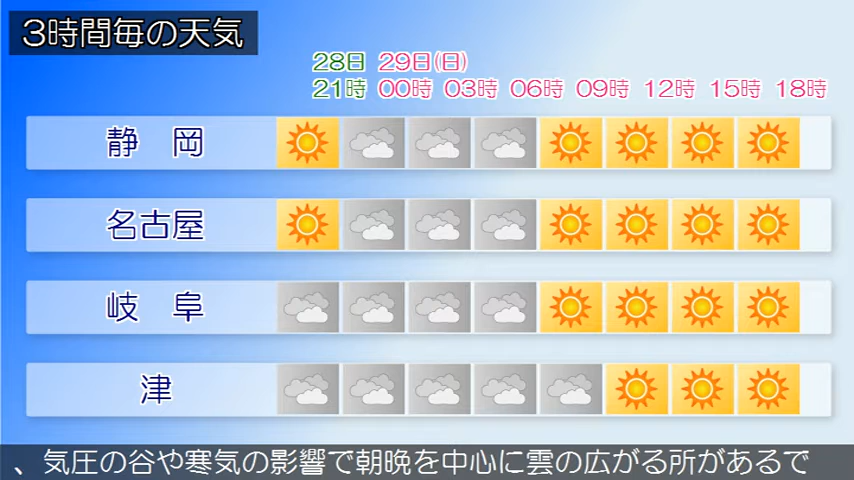 3時間毎の天気
28日 29日(日)
21時 00時 03時 06時 09時 12時 15時 18時
静 岡
名古屋
岐 阜
津
、気圧の谷や寒気の影響で朝晩を中心に雲の広がる所があるで